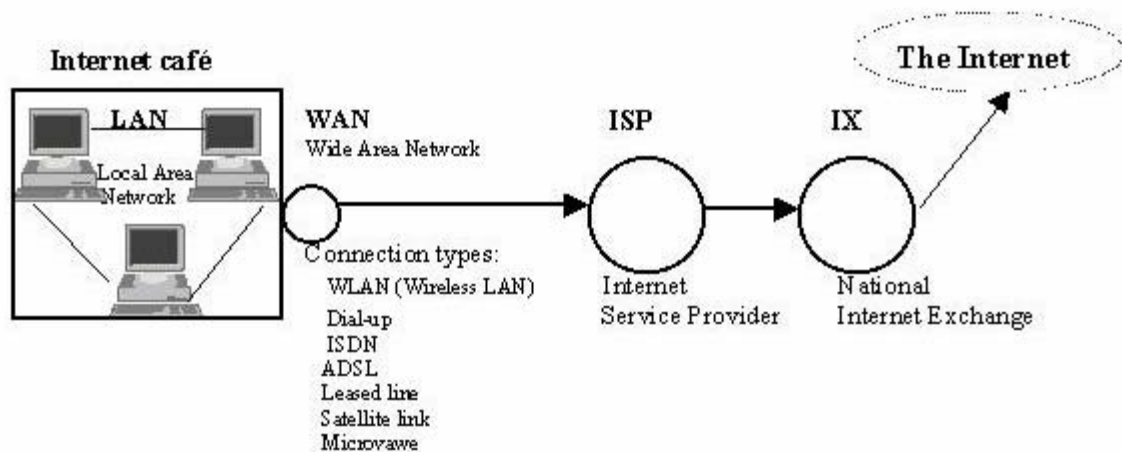 Internet café
LAN
Local Area
Network
WAN
Wide Area Network
Connection types:
WLAN (Wireless LAN)
Dial-up
ISDN
ADSL
Leased line
Satellite link
Microvawe
ISP
Internet
Service Provider
IX
National
Internet Exchange
The Internet